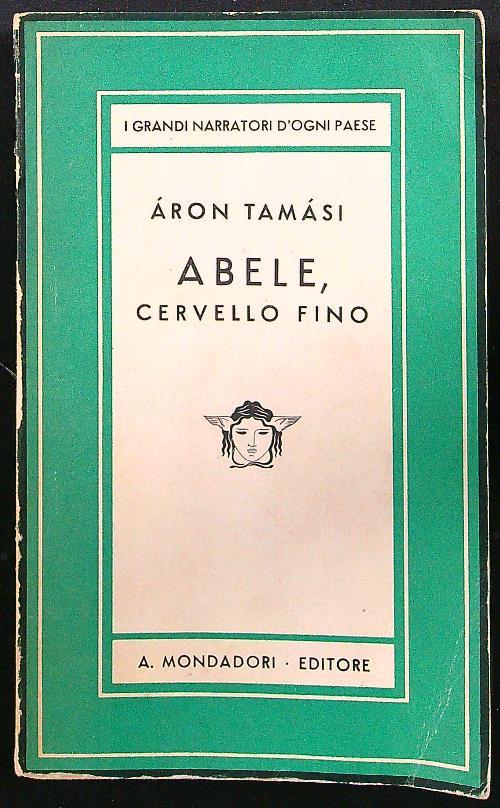 I GRANDI NARRATORI D'OGNI PAESE
ÁRON TAMÁSI
ABELE,
CERVELLO FINO
A. MONDADORI · EDITORE